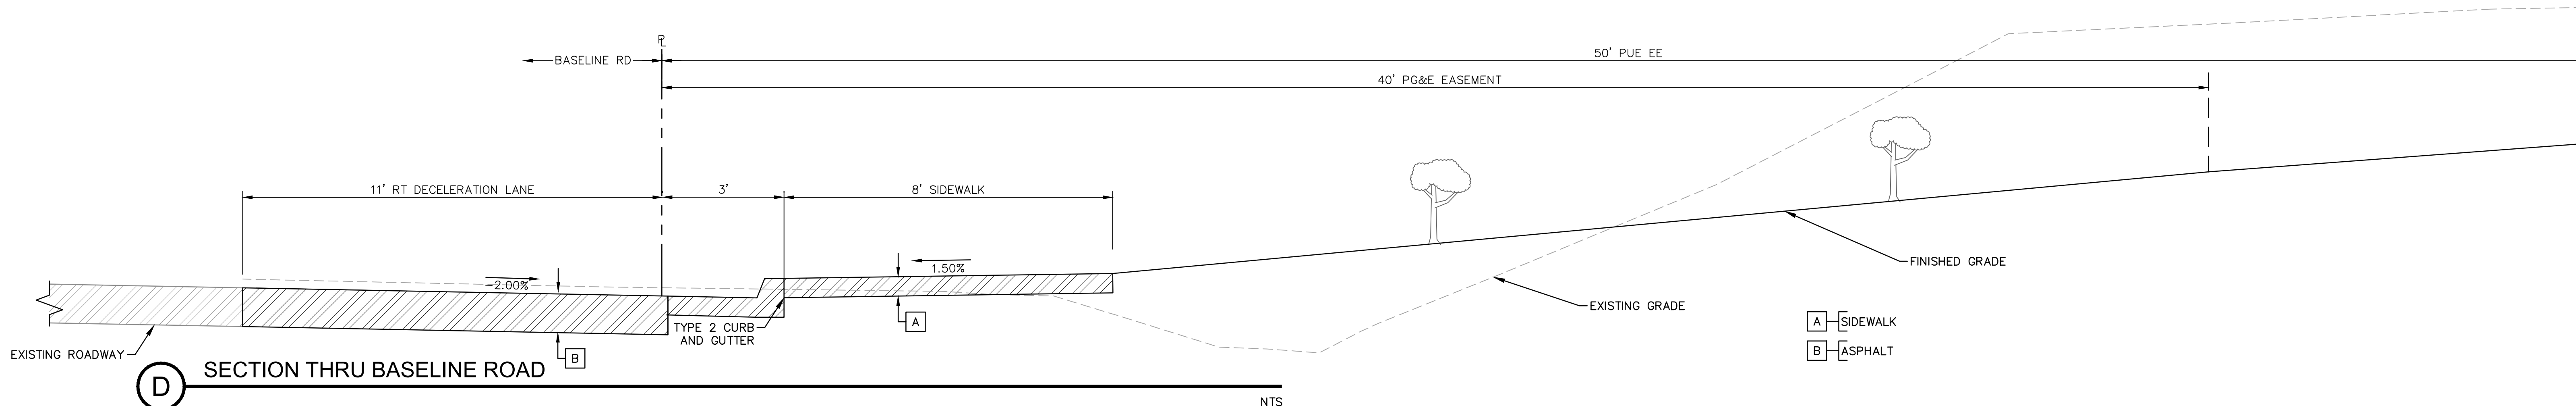 PL
BASELINE RD
50' PUE EE
40' PG&E EASEMENT
11' RT DECELERATION LANE
3'
8' SIDEWALK
-2.00%
1.50%
FINISHED GRADE
EXISTING GRADE
TYPE 2 CURB
AND GUTTER
A
A SIDEWALK
B ASPHALT
EXISTING ROADWAY
B
D SECTION THRU BASELINE ROAD
NTS